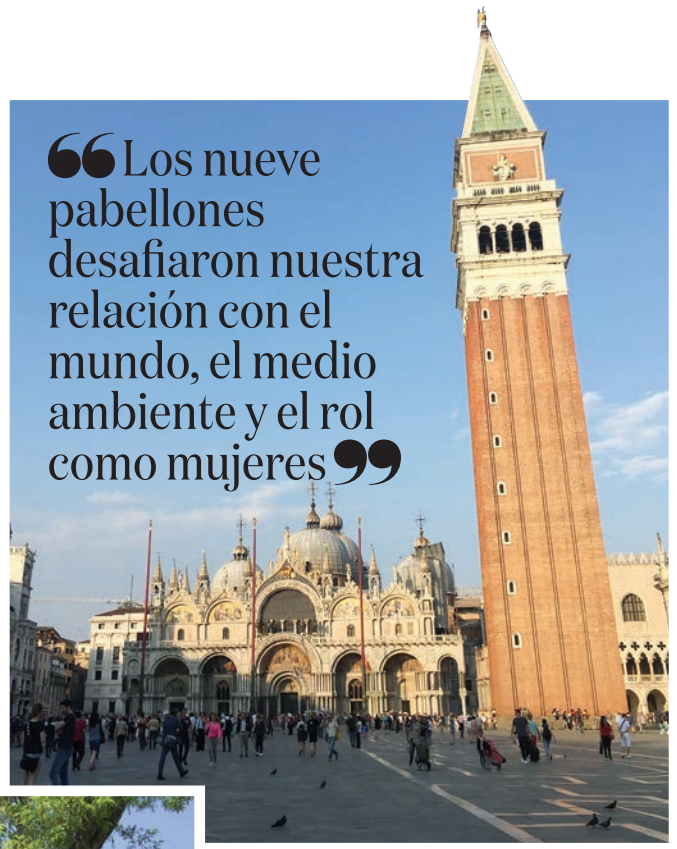 “Los nueve
pabellones
desafiaron nuestra
relación con el
mundo, el medio
ambiente y el rol
como mujeres”